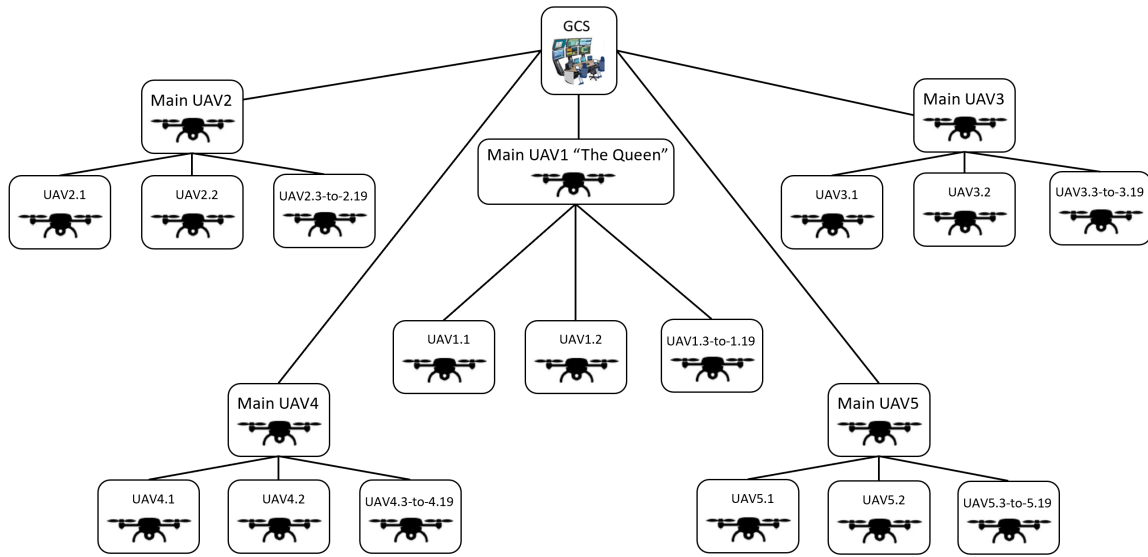 GCS
Main UAV2
Main UAV3
Main UAV1 “The Queen”
UAV2.1
UAV2.2
UAV2.3-to-2.19
UAV3.1
UAV3.2
UAV3.3-to-3.19
UAV1.1
UAV1.2
UAV1.3-to-1.19
Main UAV4
Main UAV5
UAV4.1
UAV4.2
UAV4.3-to-4.19
UAV5.1
UAV5.2
UAV5.3-to-5.19